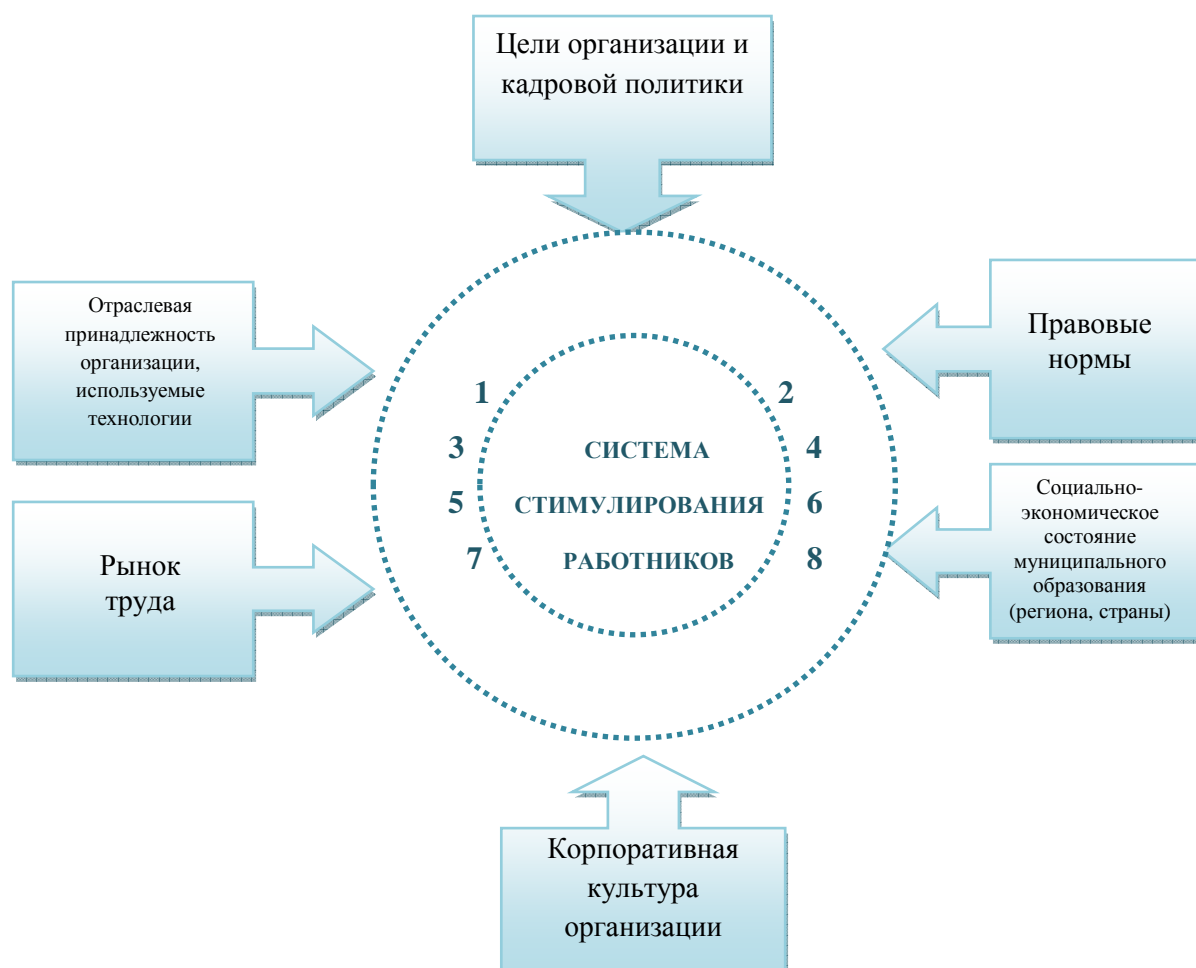 Цели организации и
кадровой политики
Отраслевая
принадлежность
организации,
используемые
технологии
Правовые
нормы
1
2
3
СИСТЕМА
4
5
СТИМУЛИРОВАНИЯ
6
7
РАБОТНИКОВ
8
Рынок
труда
Социально-
экономическое
состояние
муниципального
образования
(региона, страны)
Корпоративная
культура
организации